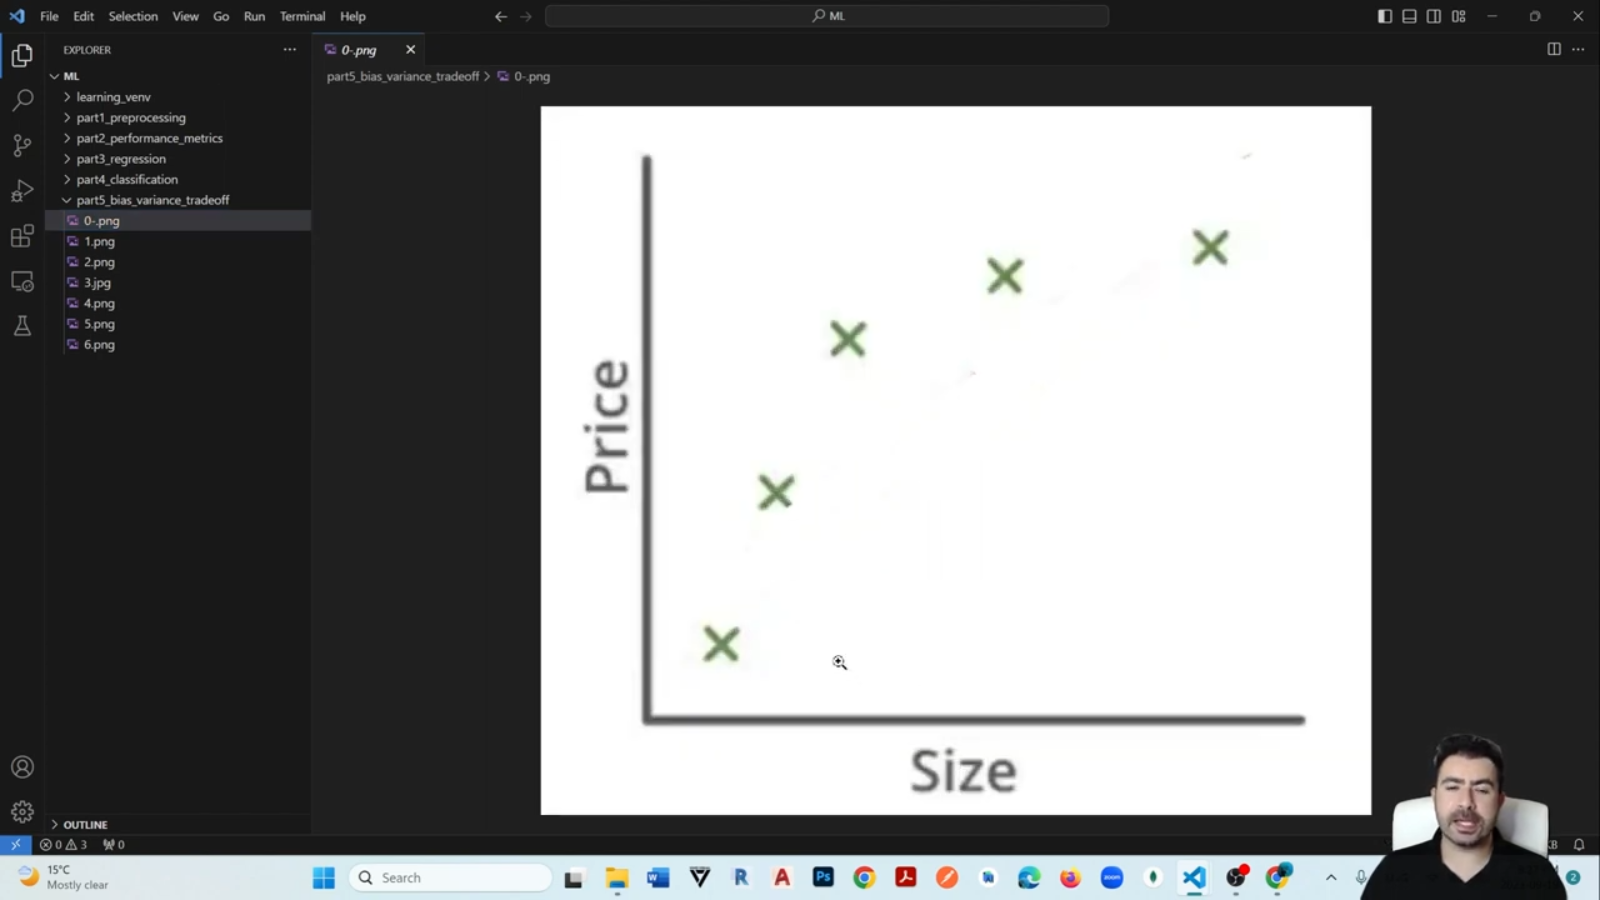 File Edit Selection View Go Run Terminal Help
ML
EXPLORER
0-.png
part5_bias_variance_tradeoff > 0-.png
ML
learning_venv
part1_preprocessing
part2_performance_metrics
part3_regression
part4_classification
part5_bias_variance_tradeoff
0-.png
1.png
2.png
3.jpg
4.png
5.png
6.png
Price
Size
OUTLINE
0 3 0
15°C
Mostly clear
Search
zoom
2